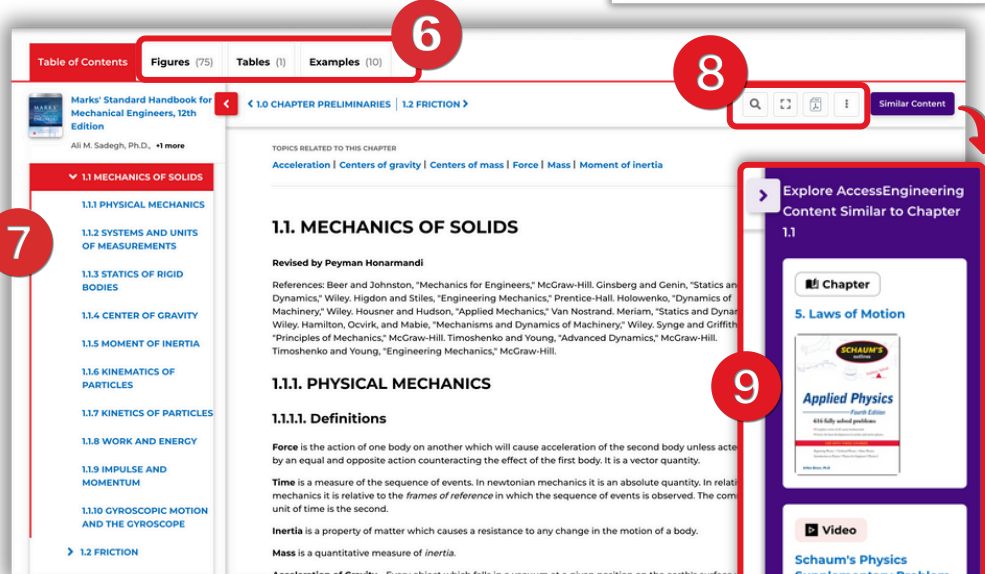 6
8
Table of Contents
Figures (75)
Tables (1)
Examples (10)
Marks' Standard Handbook for
Mechanical Engineers, 12th
Edition
Ali M. Sadegh, Ph.D., +1 more
1.0 CHAPTER PRELIMINARIES | 1.2 FRICTION
Similar Content
7
1.1 MECHANICS OF SOLIDS
1.1.1 PHYSICAL MECHANICS
1.1.2 SYSTEMS AND UNITS
OF MEASUREMENTS
1.1.3 STATICS OF RIGID
BODIES
1.1.4 CENTER OF GRAVITY
1.1.5 MOMENT OF INERTIA
1.1.6 KINEMATICS OF
PARTICLES
1.1.7 KINETICS OF PARTICLES
1.1.8 WORK AND ENERGY
1.1.9 IMPULSE AND
MOMENTUM
1.1.10 GYROSCOPIC MOTION
AND THE GYROSCOPE
1.2 FRICTION
TOPICS RELATED TO THIS CHAPTER
Acceleration | Centers of gravity | Centers of mass | Force | Mass | Moment of inertia
1.1. MECHANICS OF SOLIDS
Revised by Peyman Honarmandi
References: Beer and Johnston, "Mechanics for Engineers," McGraw-Hill. Ginsberg and Genin, "Statics an
Dynamics," Wiley. Higdon and Stiles, "Engineering Mechanics," Prentice-Hall. Holowenko, "Dynamics of
Machinery," Wiley. Housner and Hudson, "Applied Mechanics," Van Nostrand. Meriam, "Statics and Dynam
Wiley. Hamilton, Ocvirk, and Mabie, "Mechanisms and Dynamics of Machinery," Wiley. Synge and Griffith
"Principles of Mechanics," McGraw-Hill. Timoshenko and Young, "Advanced Dynamics," McGraw-Hill.
Timoshenko and Young, "Engineering Mechanics," McGraw-Hill.
1.1.1. PHYSICAL MECHANICS
1.1.1.1. Definitions
Force is the action of one body on another which will cause acceleration of the second body unless acte
by an equal and opposite action counteracting the effect of the first body. It is a vector quantity.
Time is a measure of the sequence of events. In newtonian mechanics it is an absolute quantity. In relati
mechanics it is relative to the frames of reference in which the sequence of events is observed. The com
unit of time is the second.
Inertia is a property of matter which causes a resistance to any change in the motion of a body.
Mass is a quantitative measure of inertia.
9
Explore AccessEngineering
Content Similar to Chapter
1.1
Chapter
5. Laws of Motion
SCHAUM'S
outlines
Applied Physics
Fourth Edition
616 fully solved problems
Video
Schaum's Physics